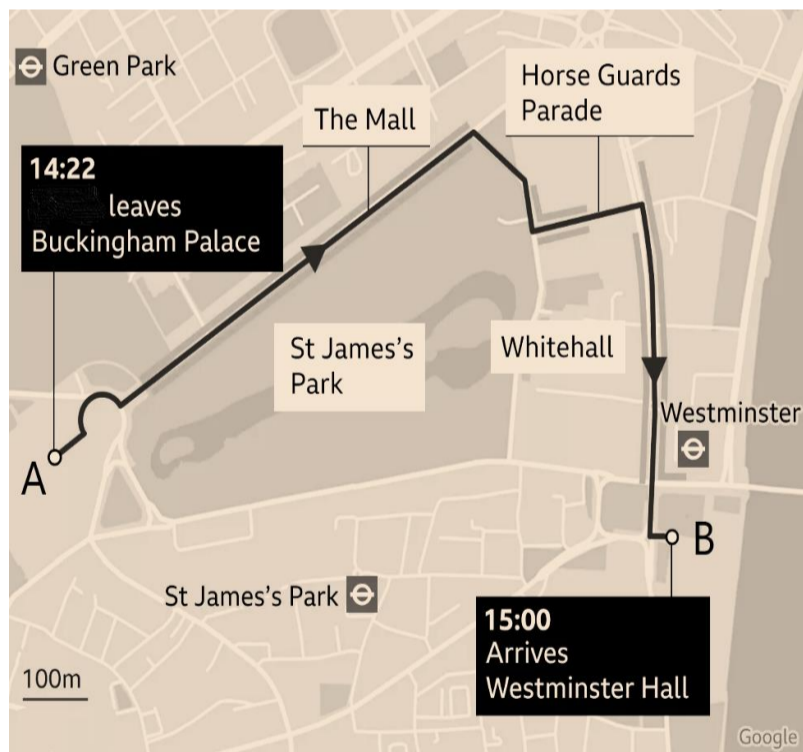 Green Park
The Mall
Horse Guards
Parade
14:22
leaves
Buckingham Palace
St James's
Park
Whitehall
Westminster
A
B
St James's Park
15:00
Arrives
Westminster Hall
100m
Google